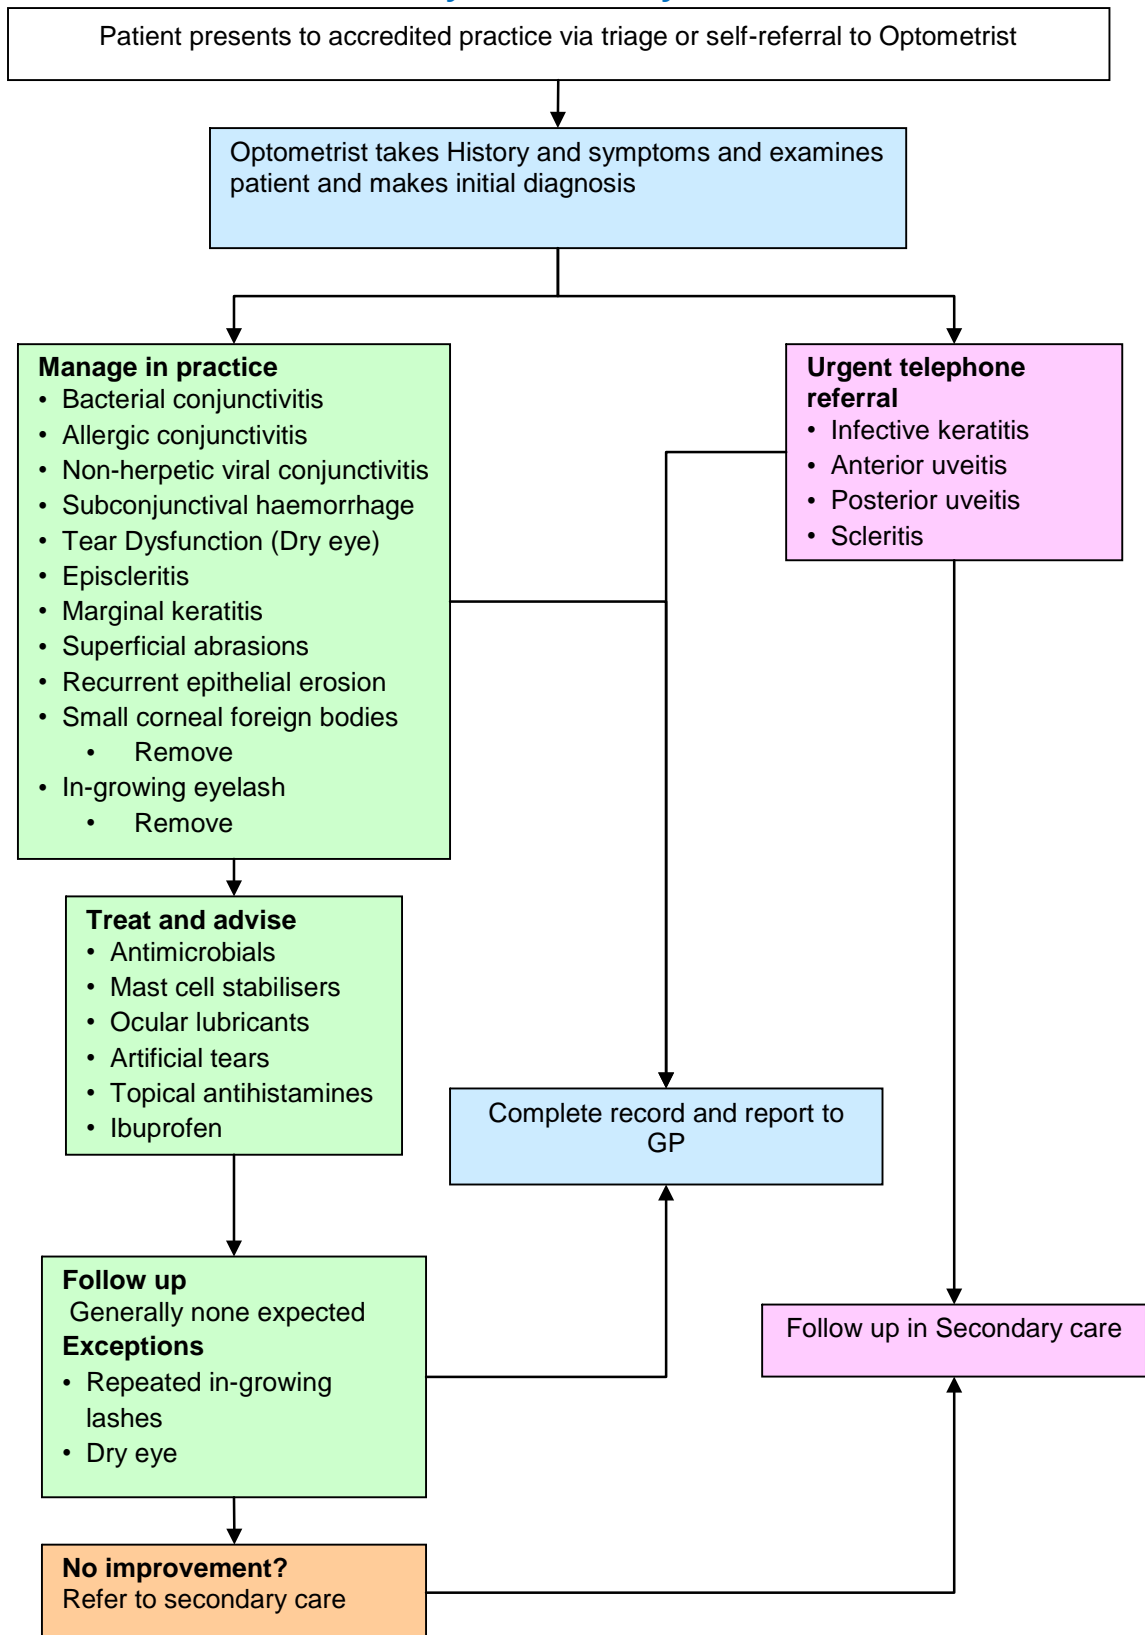 Patient presents to accredited practice via triage or self-referral to Optometrist
Optometrist takes History and symptoms and examines
patient and makes initial diagnosis
Manage in practice
• Bacterial conjunctivitis
• Allergic conjunctivitis
• Non-herpetic viral conjunctivitis
• Subconjunctival haemorrhage
• Tear Dysfunction (Dry eye)
• Episcleritis
• Marginal keratitis
• Superficial abrasions
• Recurrent epithelial erosion
• Small corneal foreign bodies
• Remove
• In-growing eyelash
• Remove
Urgent telephone
referral
• Infective keratitis
• Anterior uveitis
• Posterior uveitis
• Scleritis
Treat and advise
• Antimicrobials
• Mast cell stabilisers
• Ocular lubricants
• Artificial tears
• Topical antihistamines
• Ibuprofen
Complete record and report to
GP
Follow up
Generally none expected
Exceptions
• Repeated in-growing
lashes
• Dry eye
Follow up in Secondary care
No improvement?
Refer to secondary care